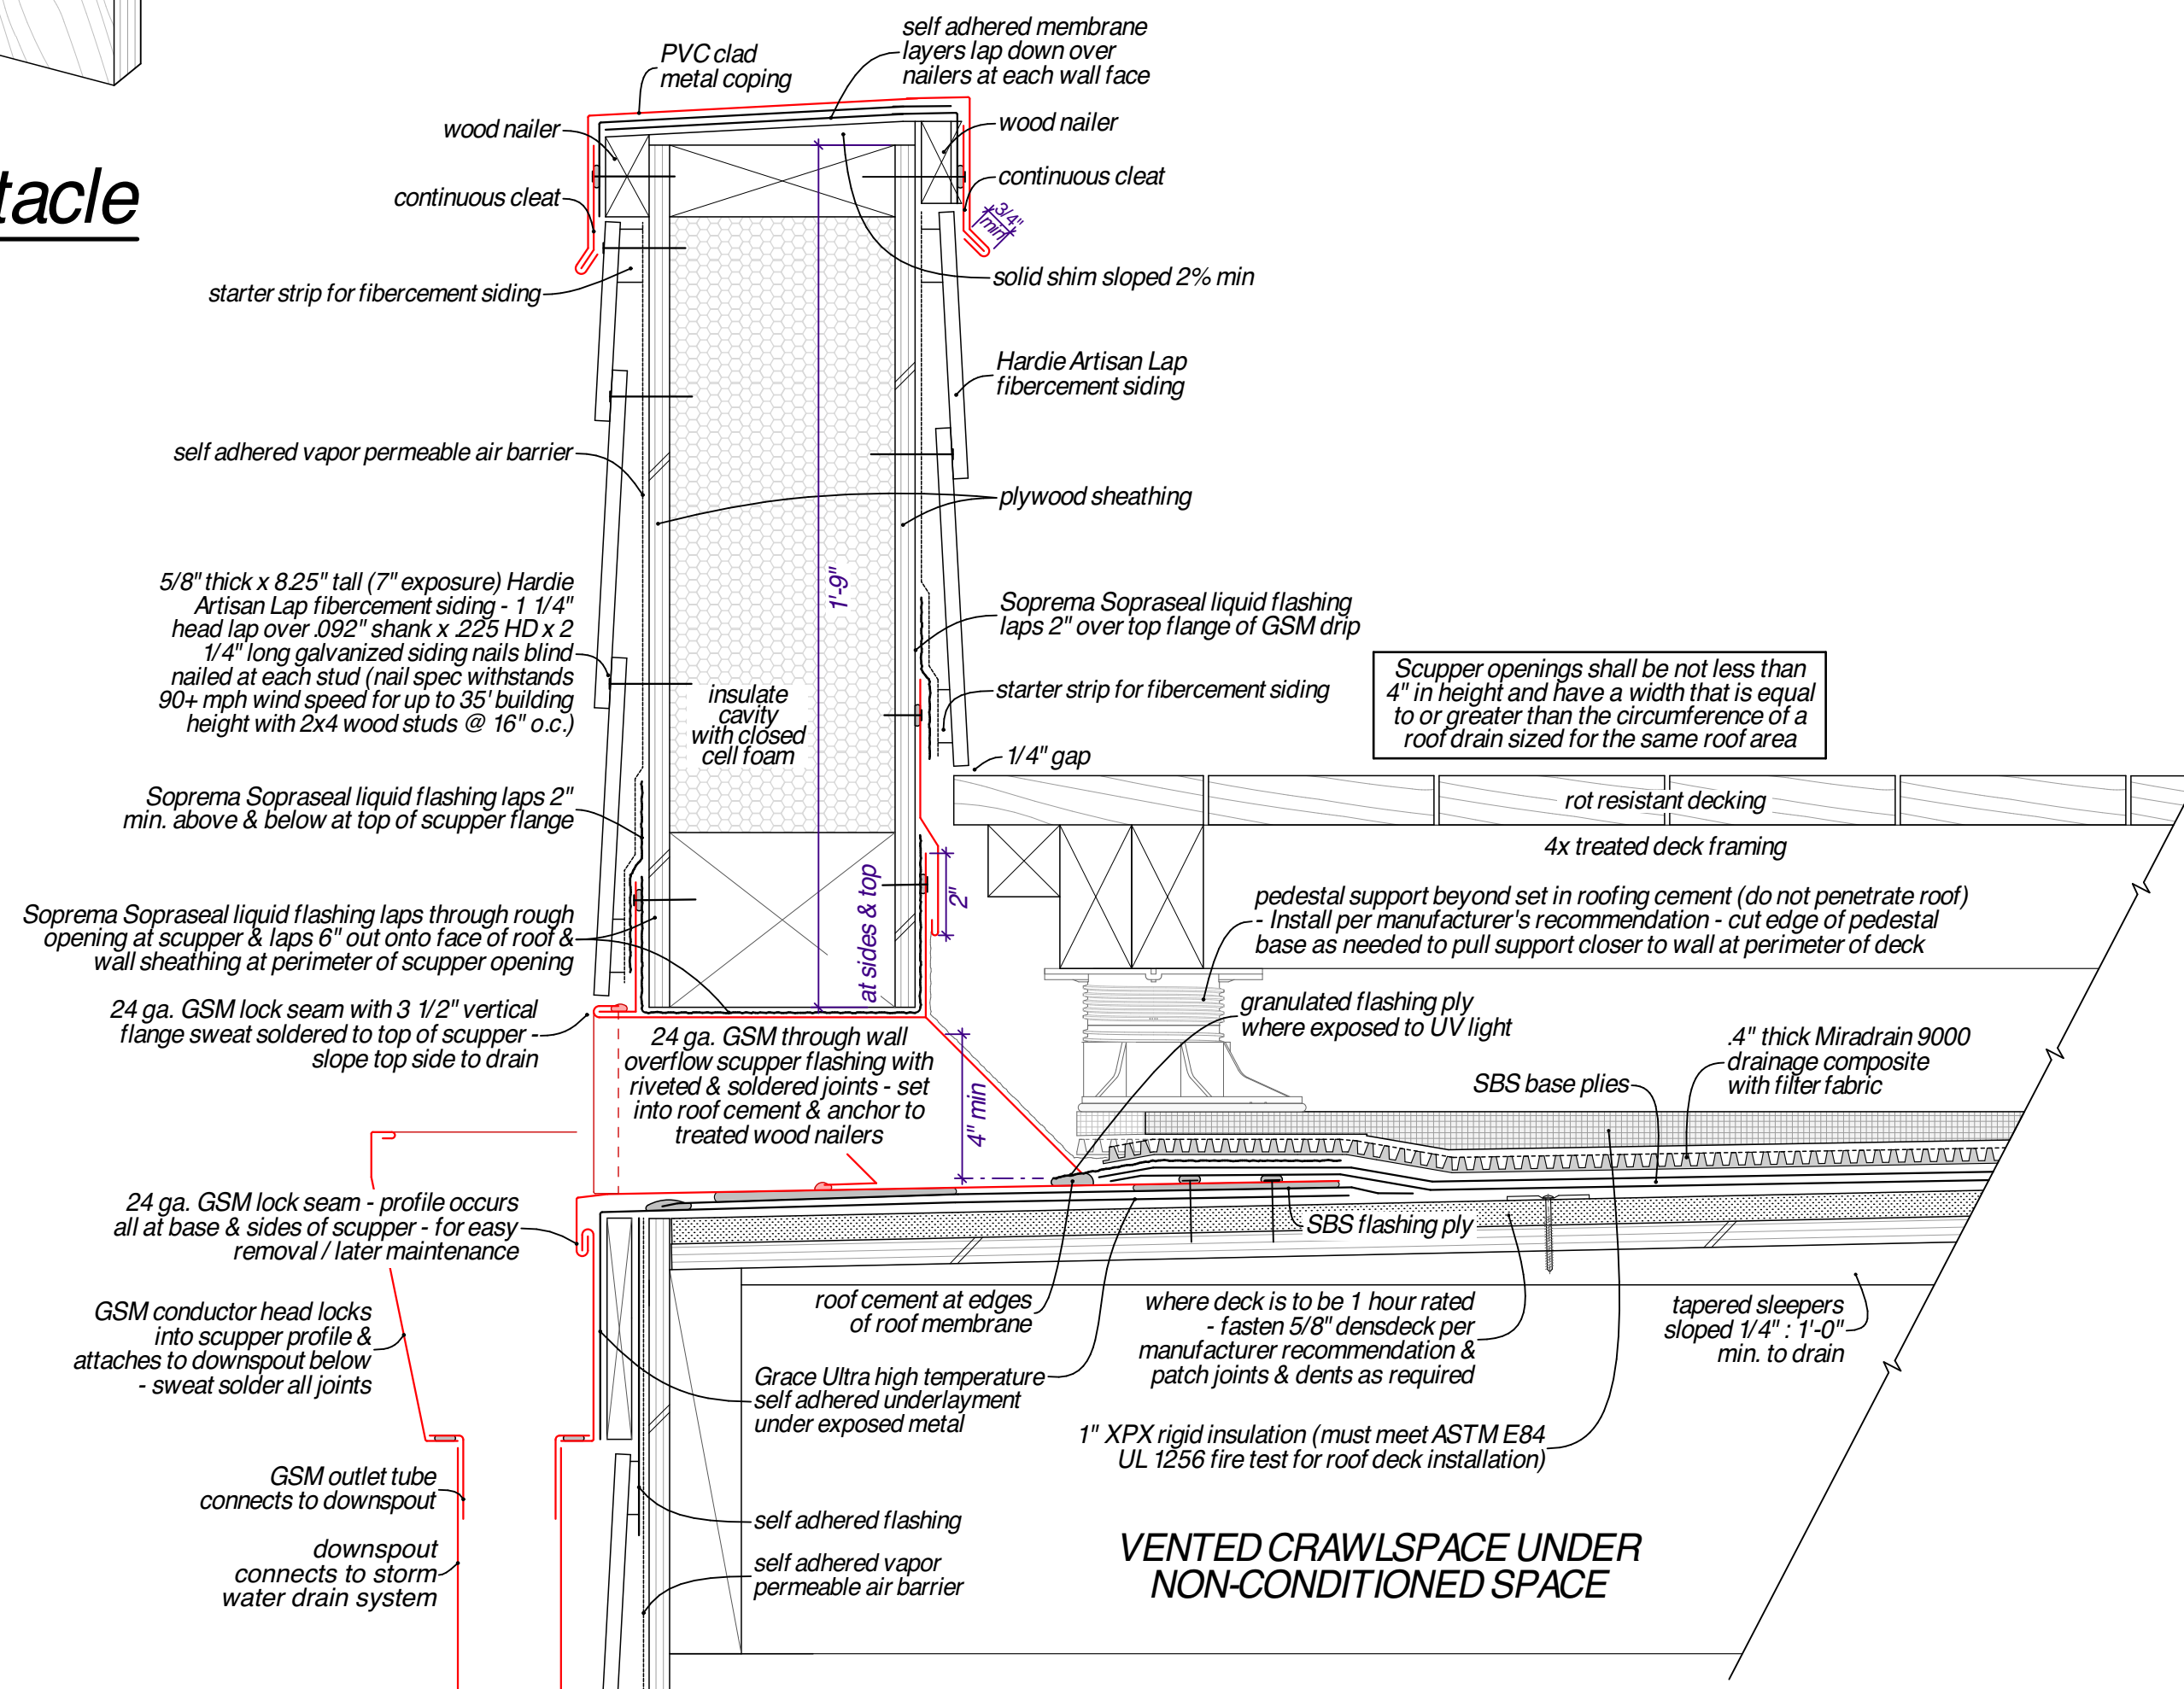 tacle
PVC clad
metal coping
self adhered membrane
layers lap down over
nailers at each wall face
wood nailer
wood nailer
continuous cleat
continuous cleat
3/4"
min
starter strip for fibercement siding
solid shim sloped 2% min
Hardie Artisan Lap
fibercement siding
self adhered vapor permeable air barrier
plywood sheathing
5/8" thick x 8.25" tall (7" exposure) Hardie
Artisan Lap fibercement siding - 1 1/4"
head lap over .092" shank x .225 HD x 2
1/4" long galvanized siding nails blind
nailed at each stud (nail spec withstands
90+ mph wind speed for up to 35' building
height with 2x4 wood studs @ 16" o.c.)
1'-9"
Soprema Sopraseal liquid flashing
laps 2" over top flange of GSM drip
insulate
cavity
with closed
cell foam
starter strip for fibercement siding
Scupper openings shall be not less than
4" in height and have a width that is equal
to or greater than the circumference of a
roof drain sized for the same roof area
1/4" gap
Soprema Sopraseal liquid flashing laps 2"
min. above & below at top of scupper flange
rot resistant decking
4x treated deck framing
at sides & top
2"
Soprema Sopraseal liquid flashing laps through rough
opening at scupper & laps 6" out onto face of roof &
wall sheathing at perimeter of scupper opening
pedestal support beyond set in roofing cement (do not penetrate roof)
- Install per manufacturer's recommendation - cut edge of pedestal
base as needed to pull support closer to wall at perimeter of deck
24 ga. GSM lock seam with 3 1/2" vertical
flange sweat soldered to top of scupper -
slope top side to drain
granulated flashing ply
where exposed to UV light
24 ga. GSM through wall
overflow scupper flashing with
riveted & soldered joints - set
into roof cement & anchor to
treated wood nailers
4" min
SBS base plies
.4" thick Miradrain 9000
drainage composite
with filter fabric
24 ga. GSM lock seam - profile occurs
all at base & sides of scupper - for easy
removal / later maintenance
SBS flashing ply
GSM conductor head locks
into scupper profile &
attaches to downspout below
- sweat solder all joints
roof cement at edges
of roof membrane
where deck is to be 1 hour rated
- fasten 5/8" densdeck per
manufacturer recommendation &
patch joints & dents as required
tapered sleepers
sloped 1/4" : 1'-0"
min. to drain
Grace Ultra high temperature
self adhered underlayment
under exposed metal
1" XPX rigid insulation (must meet ASTM E84
UL 1256 fire test for roof deck installation)
GSM outlet tube
connects to downspout
self adhered flashing
downspout
connects to storm
water drain system
self adhered vapor
permeable air barrier
VENTED CRAWLSPACE UNDER
NON-CONDITIONED SPACE